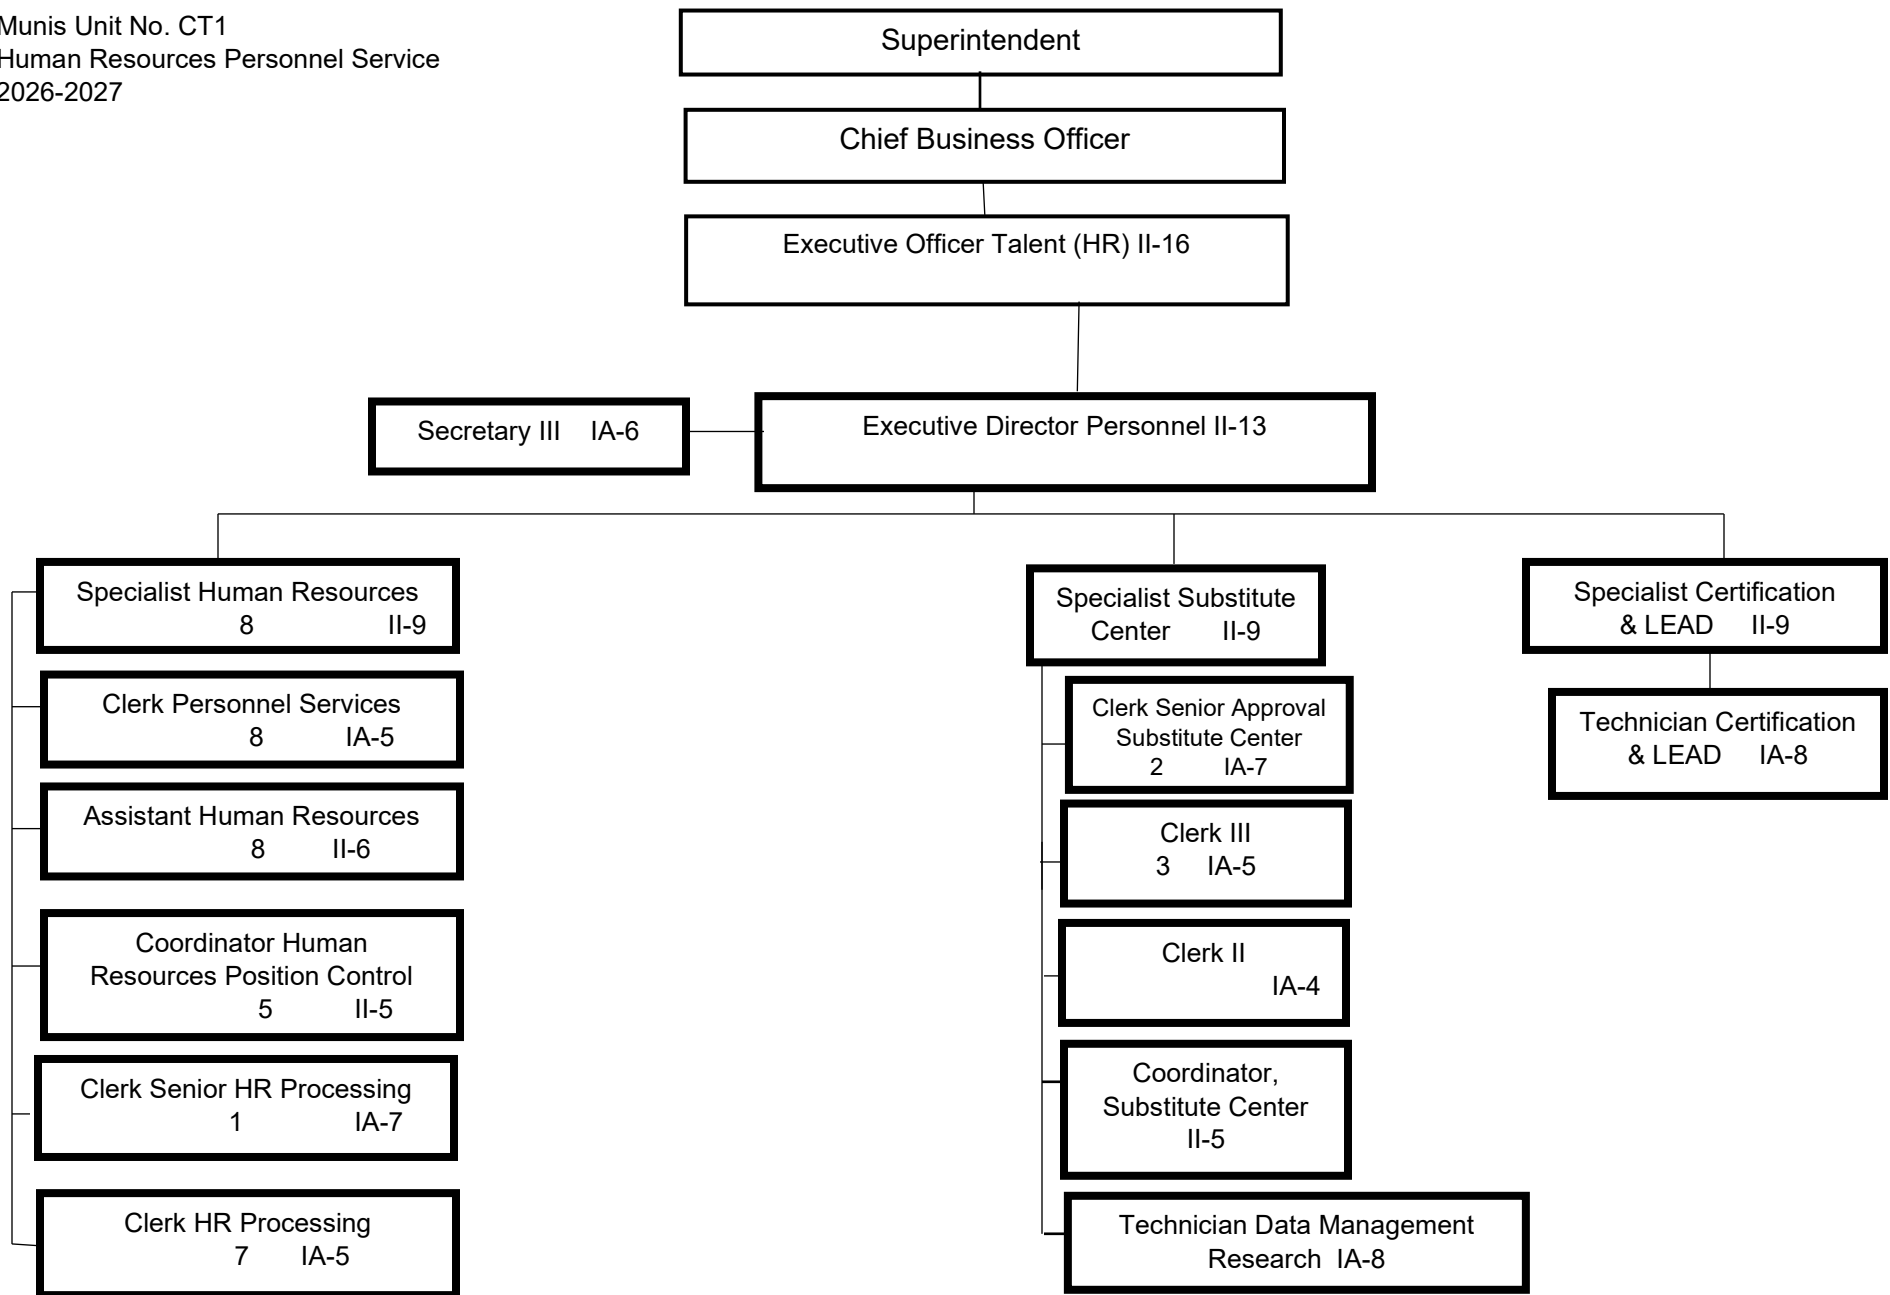 Munis Unit No. CT1
Human Resources Personnel Service
2026-2027
Superintendent
Chief Business Officer
Executive Officer Talent (HR) II-16
Secretary III IA-6
Executive Director Personnel II-13
Specialist Human Resources
8 II-9
Clerk Personnel Services
8 IA-5
Assistant Human Resources
8 II-6
Coordinator Human
Resources Position Control
5 II-5
Clerk Senior HR Processing
1 IA-7
Clerk HR Processing
7 IA-5
Specialist Substitute
Center II-9
Clerk Senior Approval
Substitute Center
2 IA-7
Clerk III
3 IA-5
Clerk II
IA-4
Coordinator,
Substitute Center
II-5
Technician Data Management
Research IA-8
Specialist Certification
& LEAD II-9
Technician Certification
& LEAD IA-8